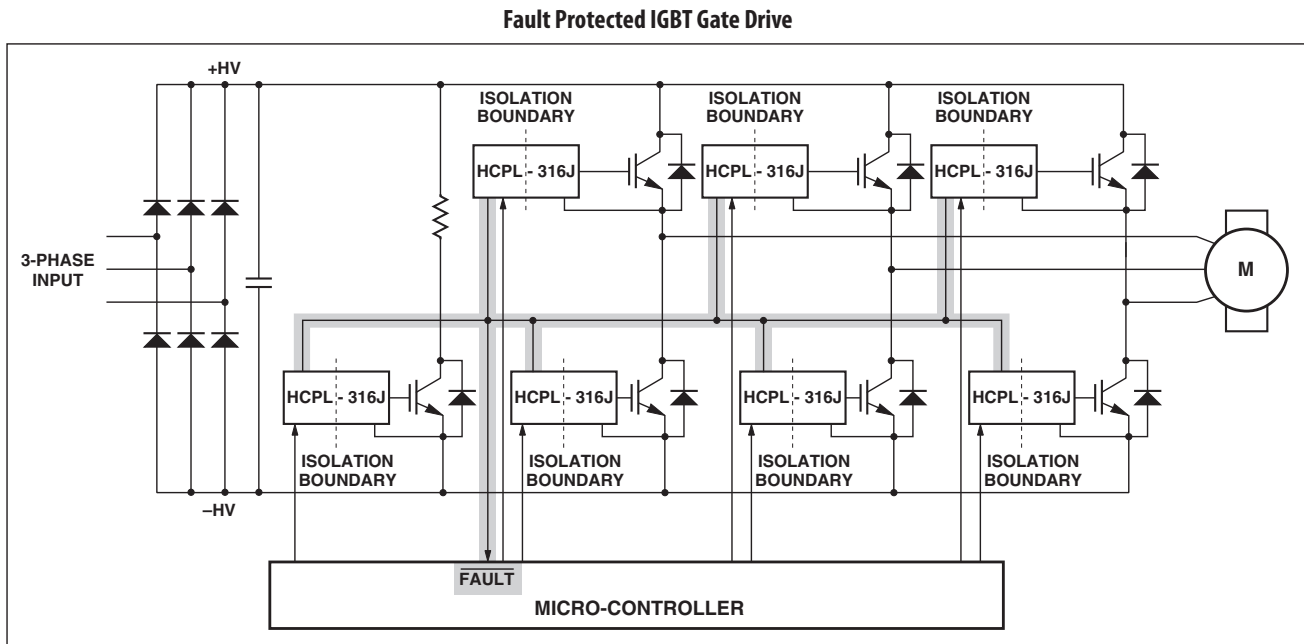 Fault Protected IGBT Gate Drive
+HV
ISOLATION
BOUNDARY
ISOLATION
BOUNDARY
ISOLATION
BOUNDARY
HCPL - 316J
HCPL - 316J
HCPL - 316J
3-PHASE
INPUT
M
HCPL - 316J
HCPL - 316J
HCPL - 316J
HCPL - 316J
ISOLATION
BOUNDARY
ISOLATION
BOUNDARY
ISOLATION
BOUNDARY
ISOLATION
BOUNDARY
–HV
FAULT
MICRO-CONTROLLER